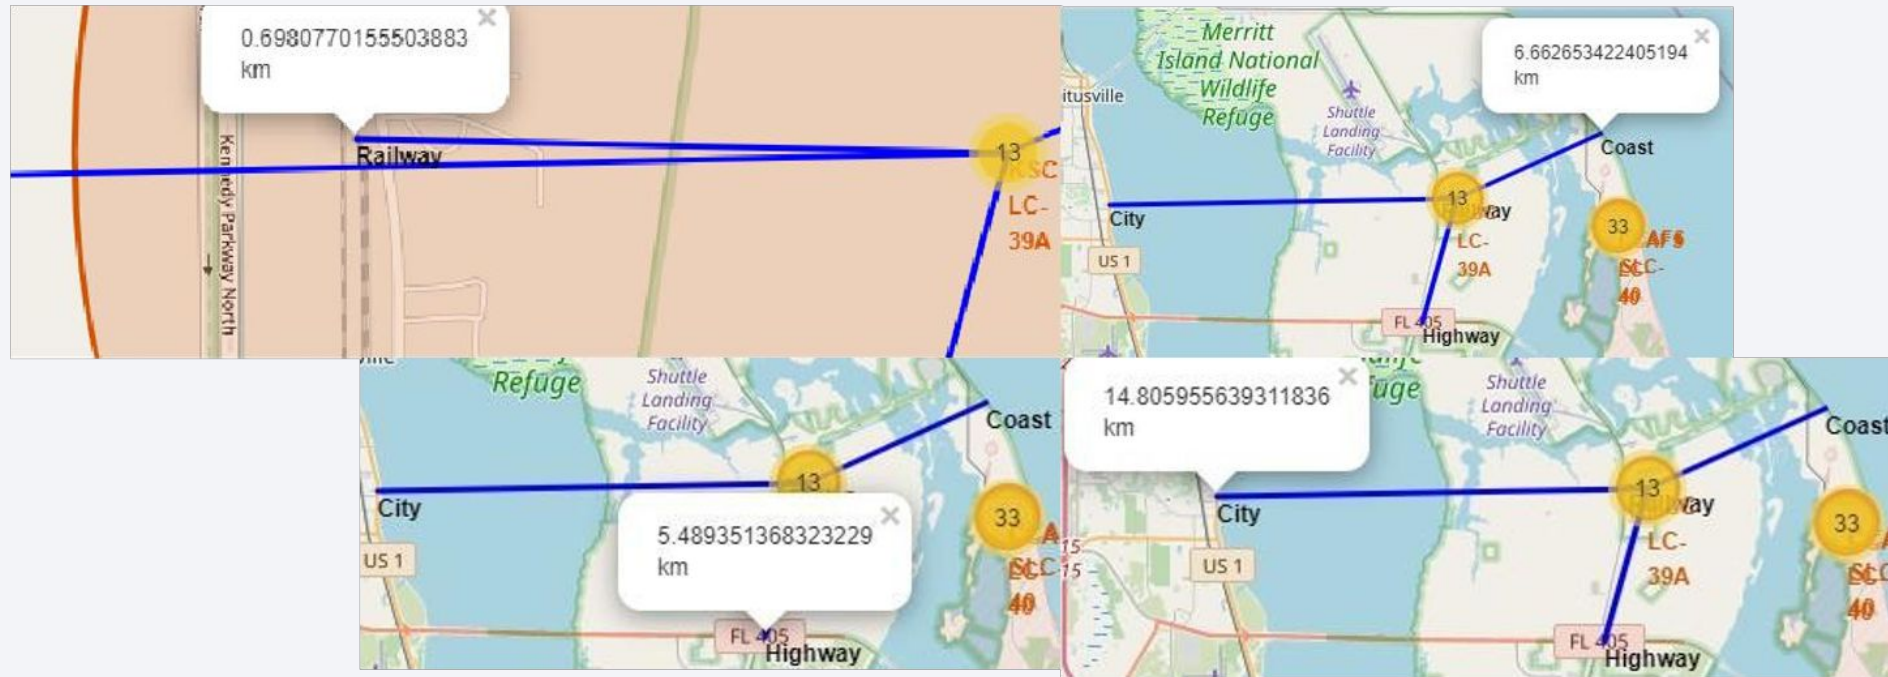 0.6980770155503883
km
×
Railway
Kennedy Parkway North
13
KSC
LC-
39A
Merritt
Island National
Wildlife
Refuge
itusville
Shuttle
Landing
Facility
6.662653422405194
km
×
Coast
13
City
LC-
39A
33
US 1
FL 405
Highway
Refuge
Shuttle
Landing
Facility
Coast
13
City
5.489351368323229
km
×
33
US 1
FL 405
Highway
14.805955639311836
km
×
Shuttle
Landing
Facility
Coast
13
City
LC-
39A
33
15
15
US 1
FL 405
Highway